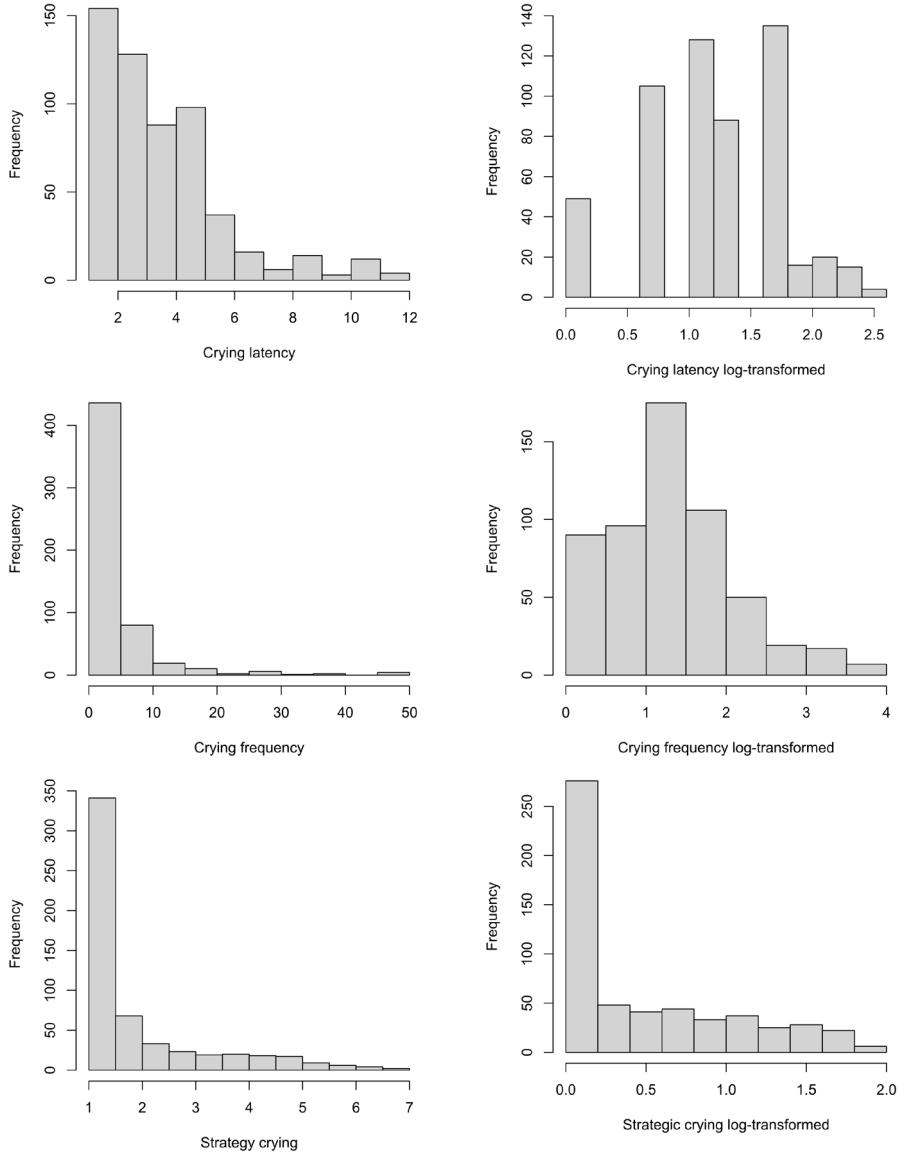 150
100
50
0
Frequency
2 4 6 8 10 12
Crying latency
140
120
100
80
60
40
20
0
Frequency
0.0 0.5 1.0 1.5 2.0 2.5
Crying latency log-transformed
400
300
200
100
0
Frequency
0 10 20 30 40 50
Crying frequency
150
100
50
0
Frequency
0 1 2 3 4
Crying frequency log-transformed
350
300
250
200
150
100
50
0
Frequency
1 2 3 4 5 6 7
Strategy crying
250
200
150
100
50
0
Frequency
0.0 0.5 1.0 1.5 2.0
Strategic crying log-transformed